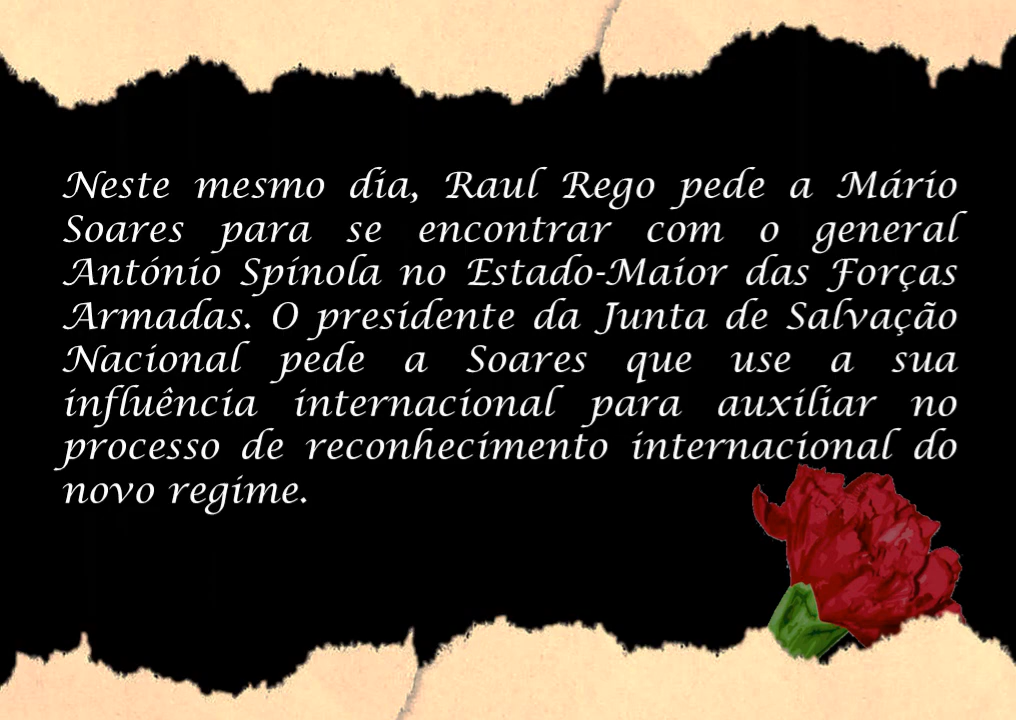 Neste mesmo dia, Raul Rego pede a Mário
Soares para se encontrar com o general
António Spínola no Estado-Maior das Forças
Armadas. O presidente da Junta de Salvação
Nacional pede a Soares que use a sua
influência internacional para auxiliar no
processo de reconhecimento internacional do
novo regime.